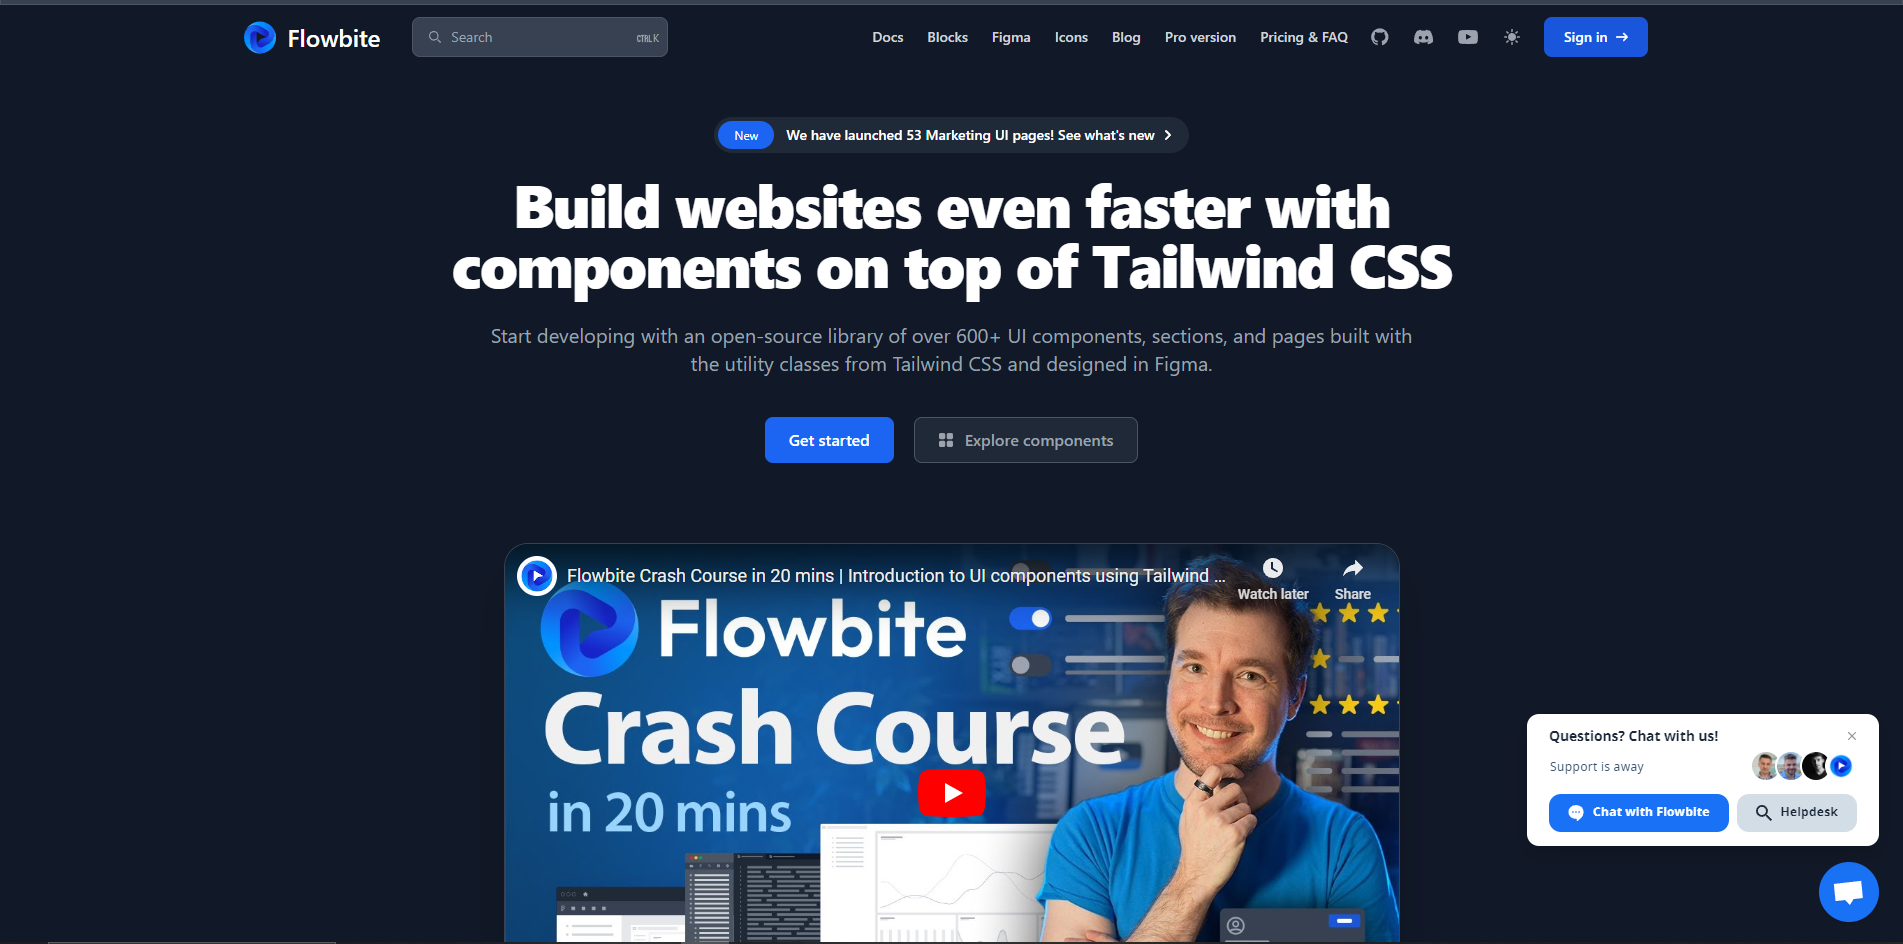 Flowbite
Search
CTRL K
Docs
Blocks
Figma
Icons
Blog
Pro version
Pricing & FAQ
Sign in
New
We have launched 53 Marketing UI pages! See what's new
Build websites even faster with
components on top of Tailwind CSS
Start developing with an open-source library of over 600+ UI components, sections, and pages built with
the utility classes from Tailwind CSS and designed in Figma.
Get started
Explore components
Flowbite Crash Course in 20 mins | Introduction to UI components using Tailwind ...
Watch later
Share
Flowbite
Crash Course
in 20 mins
Questions? Chat with us!
Support is away
Chat with Flowbite
Helpdesk